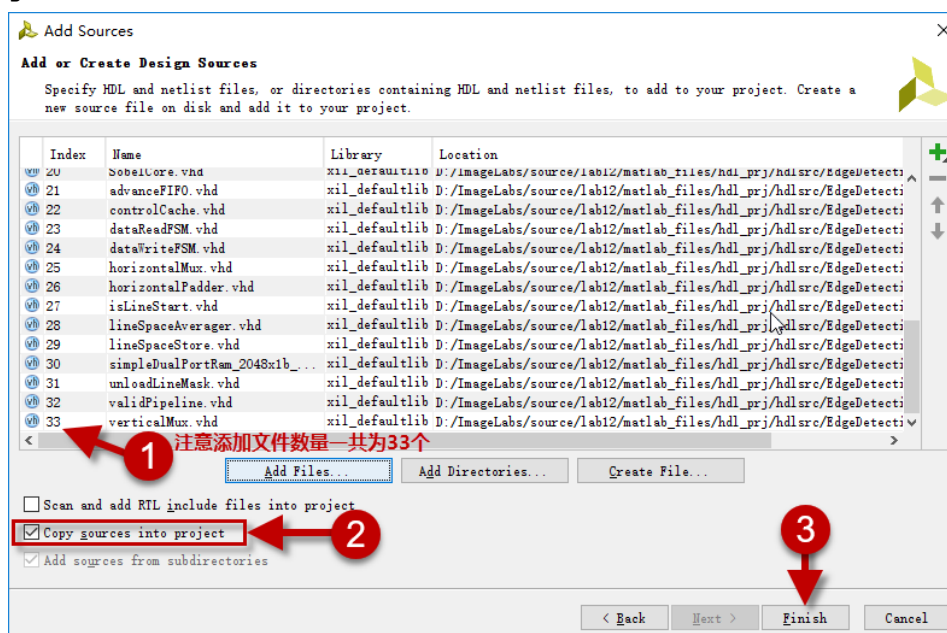 Add Sources
Add or Create Design Sources
Specify HDL and netlist files, or directories containing HDL and netlist files, to add to your project. Create a
new source file on disk and add it to your project.
Index Name Library Location
20 SobelCore.vhd xil_defaultlib D:/ImageLabs/source/lab12/matlab_files/hdl_prj/hdlsrc/EdgeDetecti
21 advanceFIFO.vhd xil_defaultlib D:/ImageLabs/source/lab12/matlab_files/hdl_prj/hdlsrc/EdgeDetecti
22 controlCache.vhd xil_defaultlib D:/ImageLabs/source/lab12/matlab_files/hdl_prj/hdlsrc/EdgeDetecti
23 dataReadFSM.vhd xil_defaultlib D:/ImageLabs/source/lab12/matlab_files/hdl_prj/hdlsrc/EdgeDetecti
24 dataWriteFSM.vhd xil_defaultlib D:/ImageLabs/source/lab12/matlab_files/hdl_prj/hdlsrc/EdgeDetecti
25 horizontalMux.vhd xil_defaultlib D:/ImageLabs/source/lab12/matlab_files/hdl_prj/hdlsrc/EdgeDetecti
26 horizontalPadder.vhd xil_defaultlib D:/ImageLabs/source/lab12/matlab_files/hdl_prj/hdlsrc/EdgeDetecti
27 isLineStart.vhd xil_defaultlib D:/ImageLabs/source/lab12/matlab_files/hdl_prj/hdlsrc/EdgeDetecti
28 lineSpaceAverager.vhd xil_defaultlib D:/ImageLabs/source/lab12/matlab_files/hdl_prj/hdlsrc/EdgeDetecti
29 lineSpaceStore.vhd xil_defaultlib D:/ImageLabs/source/lab12/matlab_files/hdl_prj/hdlsrc/EdgeDetecti
30 simpleDualPortRam_2048x1b_... xil_defaultlib D:/ImageLabs/source/lab12/matlab_files/hdl_prj/hdlsrc/EdgeDetecti
31 unloadLineMask.vhd xil_defaultlib D:/ImageLabs/source/lab12/matlab_files/hdl_prj/hdlsrc/EdgeDetecti
32 validPipeline.vhd xil_defaultlib D:/ImageLabs/source/lab12/matlab_files/hdl_prj/hdlsrc/EdgeDetecti
33 verticalMux.vhd xil_defaultlib D:/ImageLabs/source/lab12/matlab_files/hdl_prj/hdlsrc/EdgeDetecti
1 注意添加文件数量一共为33个
Add Files... Add Directories... Create File...
Scan and add RTL include files into project
Copy sources into project 2
3
Add sources from subdirectories
< Back Next > Finish Cancel